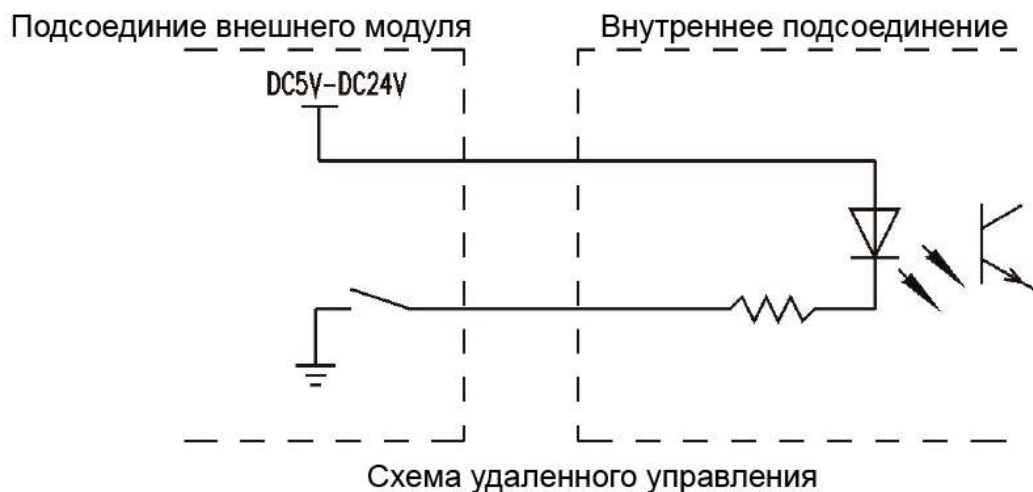 Подсоединие внешнего модуля
Внутреннее подсоединение
DC5V-DC24V
Схема удаленного управления